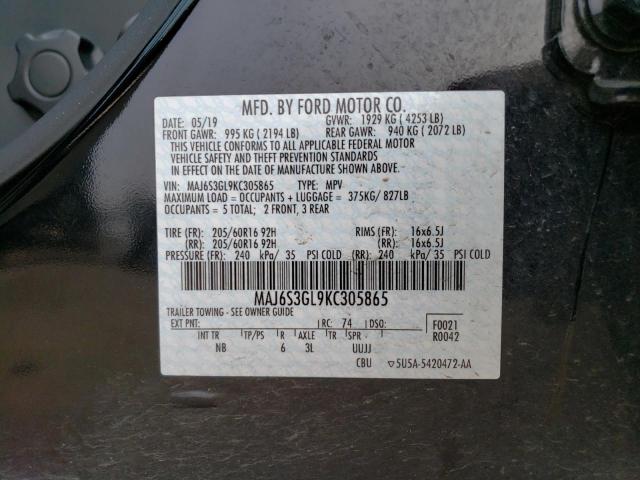 MFD. BY FORD MOTOR CO.
DATE: 05/19 GVWR: 1929 KG ( 4253 LB)
FRONT GAWR: 995 KG ( 2194 LB) REAR GAWR: 940 KG ( 2072 LB)
THIS VEHICLE CONFORMS TO ALL APPLICABLE FEDERAL MOTOR
VEHICLE SAFETY AND THEFT PREVENTION STANDARDS
IN EFFECT ON THE DATE OF MANUFACTURE SHOWN ABOVE.
VIN: MAJ6S3GL9KC305865 TYPE: MPV
MAXIMUM LOAD = OCCUPANTS + LUGGAGE = 375KG/ 827LB
OCCUPANTS = 5 TOTAL: 2 FRONT, 3 REAR
TIRE (FR): 205/60R16 92H RIMS (FR): 16x6.5J
(RR): 205/60R16 92H (RR): 16x6.5J
PRESSURE (FR): 240 kPa/ 35 PSI COLD (RR): 240 kPa/ 35 PSI COLD
MAJ6S3GL9KC305865
TRAILER TOWING - SEE OWNER GUIDE
EXT PNT: RC: 74 DSO: F0021
INT TR TP/PS R AXLE TR SPR R0042
NB 6 3L UUJJ
CBU ▽5U5A-5420472-AA